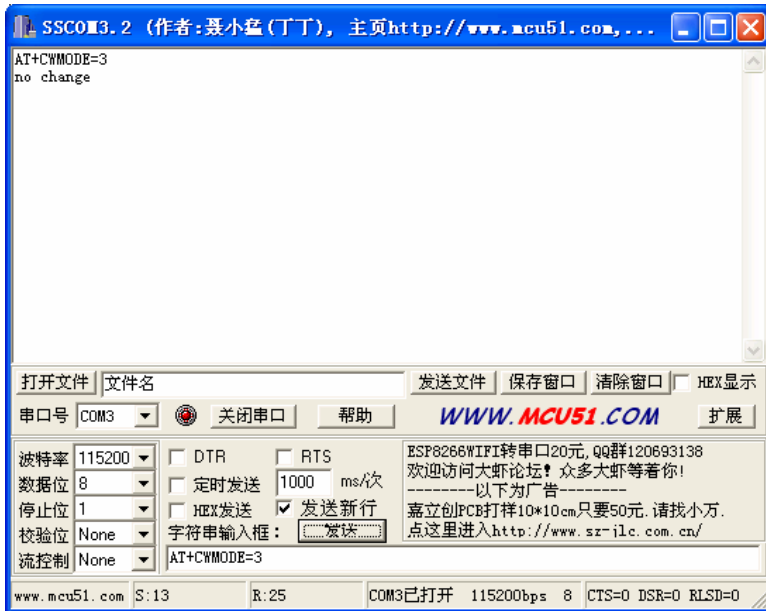 SSCOM3.2 (作者:聂小猛(丁丁), 主页http://www.mcu51.com,...
AT+CWMODE=3
no change
打开文件 文件名 发送文件 保存窗口 清除窗口 HEX显示
串口号 COM3 关闭串口 帮助 WWW.MCU51.COM 扩展
波特率 115200 DTR RTS
数据位 8 定时发送 1000 ms/次
停止位 1 HEX发送 发送新行
校验位 None 字符串输入框: 发送
流控制 None AT+CWMODE=3
ESP8266WIFI转串口20元,QQ群120693138
欢迎访问大虾论坛! 众多大虾等着你!
--------以下为广告--------
嘉立创PCB打样10*10cm只要50元.请找小万.
点这里进入http://www.sz-jlc.com.cn/
www.mcu51.com S:13 R:25 COM3已打开 115200bps 8 CTS=0 DSR=0 RLSD=0